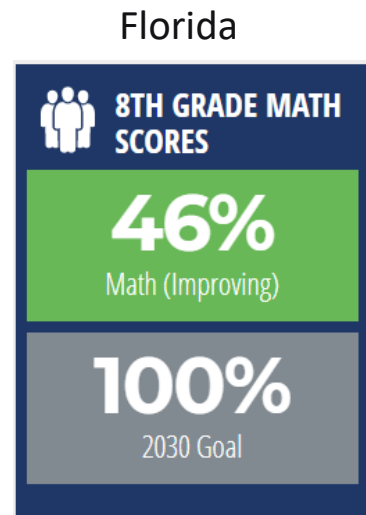 Florida
8TH GRADE MATH
SCORES
46%
Math (Improving)
100%
2030 Goal